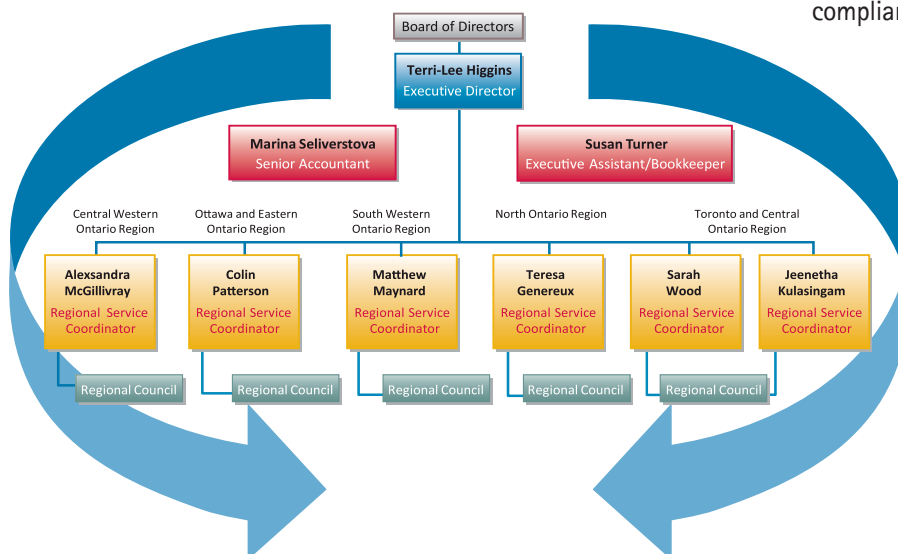 complian
Board of Directors
Terri-Lee Higgins
Executive Director
Marina Seliverstova
Senior Accountant
Susan Turner
Executive Assistant/Bookkeeper
Central Western
Ontario Region
Ottawa and Eastern
Ontario Region
South Western
Ontario Region
North Ontario Region
Toronto and Central
Ontario Region
Alexsandra
McGillivray
Regional Service
Coordinator
Colin
Patterson
Regional Service
Coordinator
Matthew
Maynard
Regional Service
Coordinator
Teresa
Genereux
Regional Service
Coordinator
Sarah
Wood
Regional Service
Coordinator
Jeenetha
Kulasingam
Regional Service
Coordinator
Regional Council
Regional Council
Regional Council
Regional Council
Regional Council